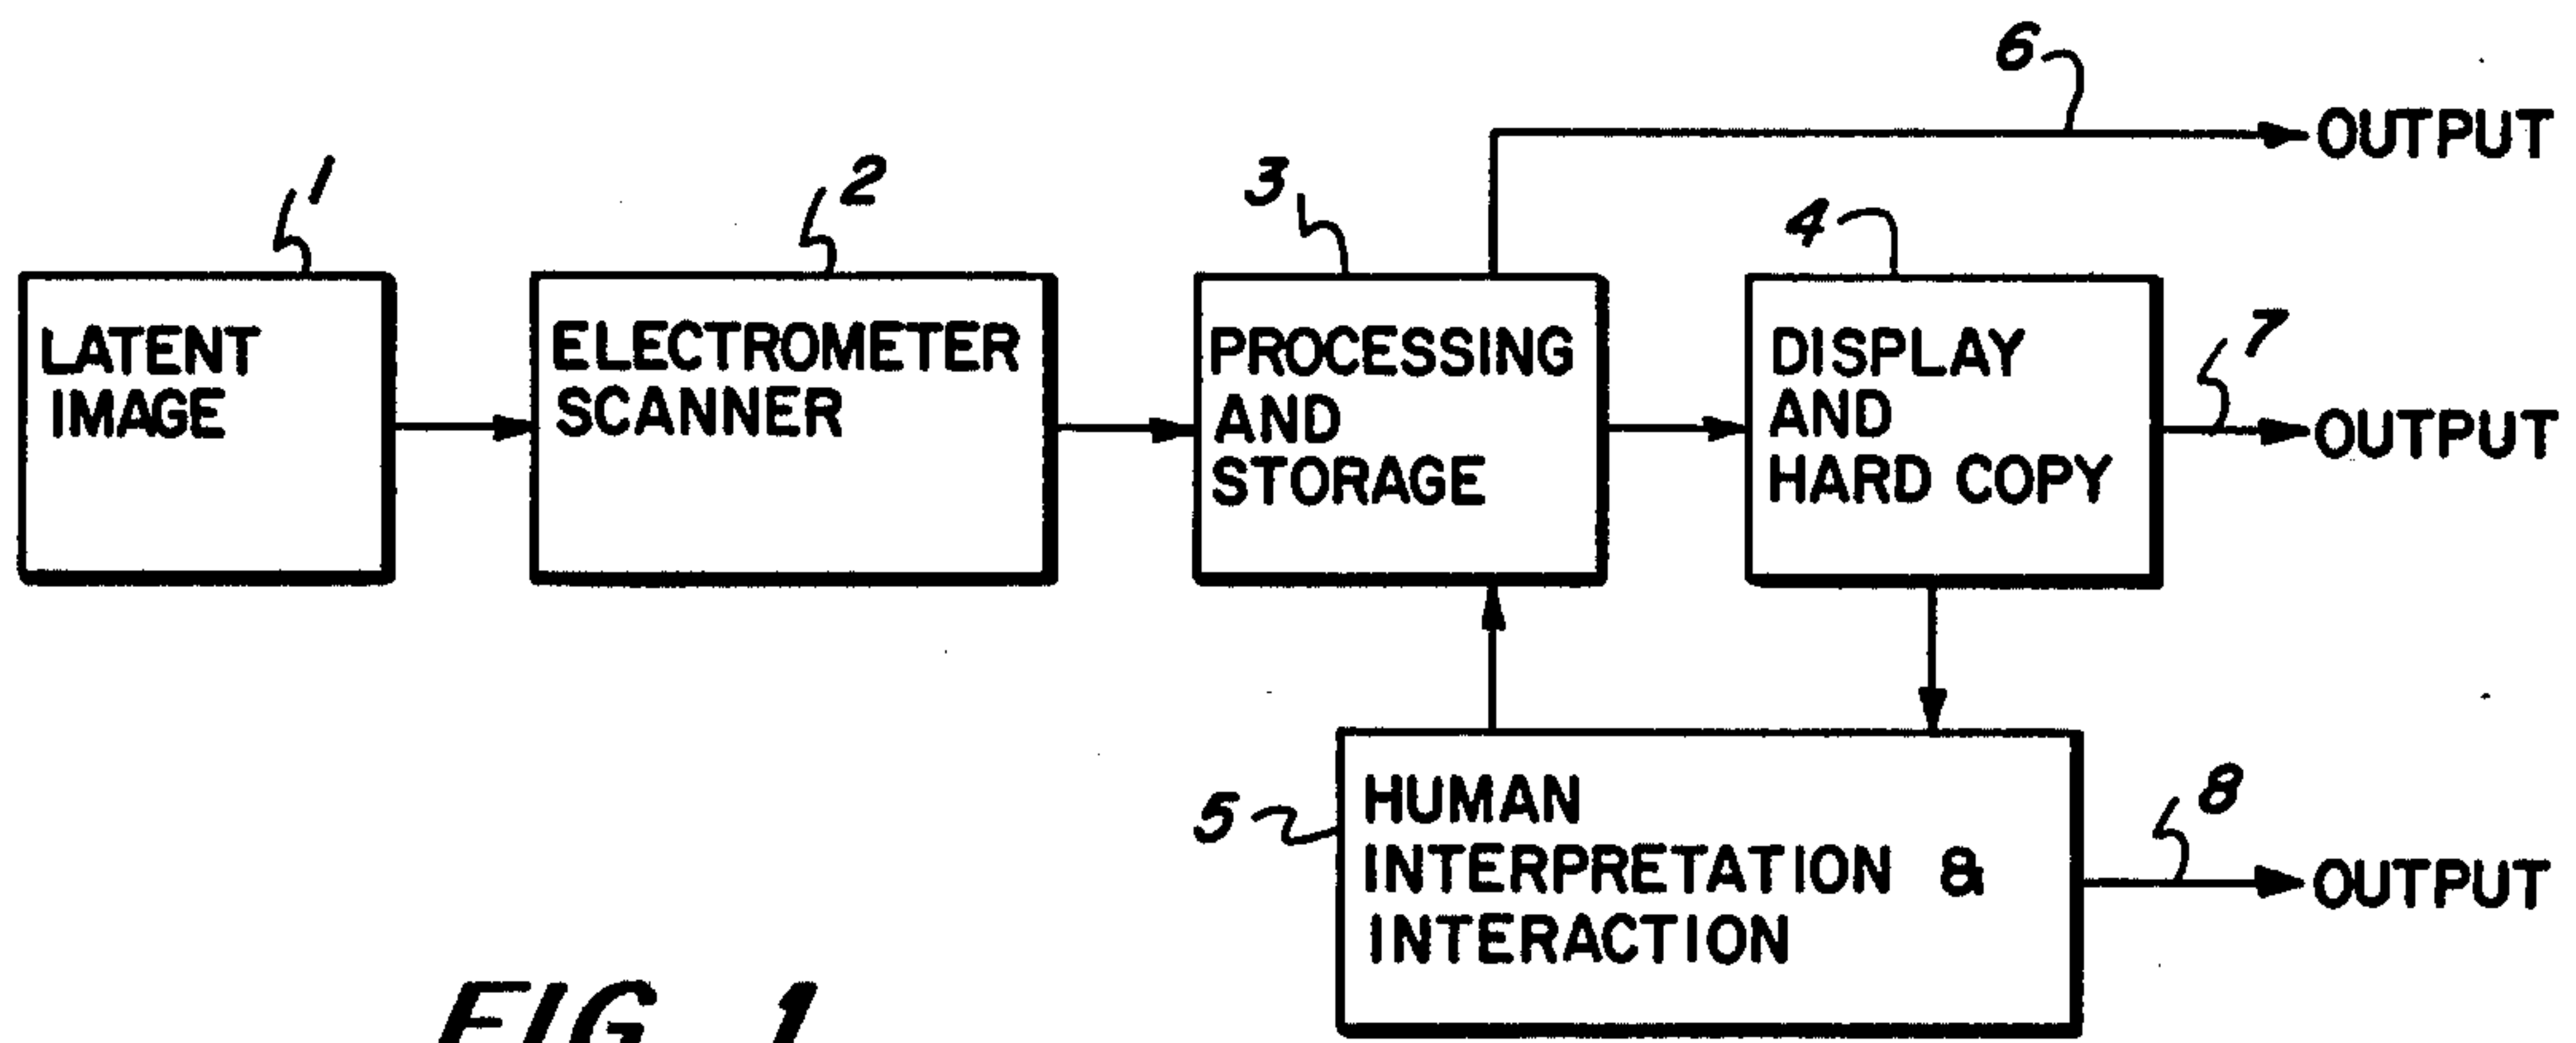 6
OUTPUT
1
2
3
4
LATENT
IMAGE
ELECTROMETER
SCANNER
PROCESSING
AND
STORAGE
DISPLAY
AND
HARD COPY
7
OUTPUT
5
HUMAN
INTERPRETATION &
INTERACTION
8
OUTPUT
FIG. 1